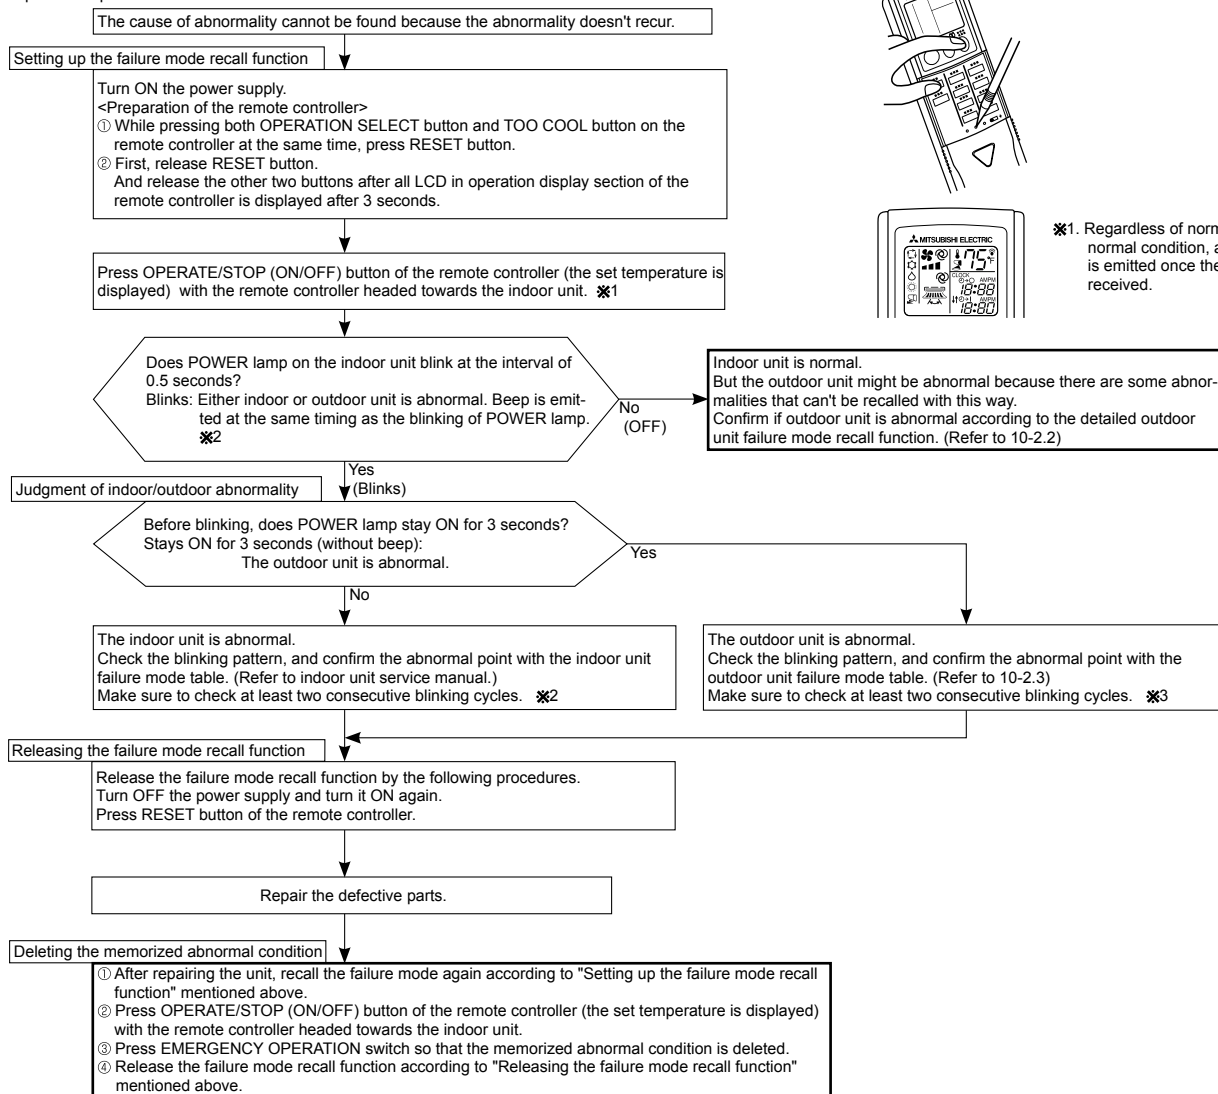 The cause of abnormality cannot be found because the abnormality doesn't recur.
Setting up the failure mode recall function
Turn ON the power supply.
<Preparation of the remote controller>
① While pressing both OPERATION SELECT button and TOO COOL button on the
remote controller at the same time, press RESET button.
② First, release RESET button.
And release the other two buttons after all LCD in operation display section of the
remote controller is displayed after 3 seconds.
Press OPERATE/STOP (ON/OFF) button of the remote controller (the set temperature is
displayed) with the remote controller headed towards the indoor unit. ※1
MITSUBISHI ELECTRIC
75°F
CLOCK
AMPM
18:88
AMPM
18:80
※1. Regardless of norm
normal condition, a
is emitted once the
received.
Does POWER lamp on the indoor unit blink at the interval of
0.5 seconds?
Blinks: Either indoor or outdoor unit is abnormal. Beep is emit-
ted at the same timing as the blinking of POWER lamp.
※2
No
(OFF)
Indoor unit is normal.
But the outdoor unit might be abnormal because there are some abnor-
malities that can't be recalled with this way.
Confirm if outdoor unit is abnormal according to the detailed outdoor
unit failure mode recall function. (Refer to 10-2.2)
Yes
(Blinks)
Judgment of indoor/outdoor abnormality
Before blinking, does POWER lamp stay ON for 3 seconds?
Stays ON for 3 seconds (without beep):
The outdoor unit is abnormal.
Yes
No
The indoor unit is abnormal.
Check the blinking pattern, and confirm the abnormal point with the indoor unit
failure mode table. (Refer to indoor unit service manual.)
Make sure to check at least two consecutive blinking cycles. ※2
The outdoor unit is abnormal.
Check the blinking pattern, and confirm the abnormal point with the
outdoor unit failure mode table. (Refer to 10-2.3)
Make sure to check at least two consecutive blinking cycles. ※3
Releasing the failure mode recall function
Release the failure mode recall function by the following procedures.
Turn OFF the power supply and turn it ON again.
Press RESET button of the remote controller.
Repair the defective parts.
Deleting the memorized abnormal condition
① After repairing the unit, recall the failure mode again according to "Setting up the failure mode recall
function" mentioned above.
② Press OPERATE/STOP (ON/OFF) button of the remote controller (the set temperature is displayed)
with the remote controller headed towards the indoor unit.
③ Press EMERGENCY OPERATION switch so that the memorized abnormal condition is deleted.
④ Release the failure mode recall function according to "Releasing the failure mode recall function"
mentioned above.